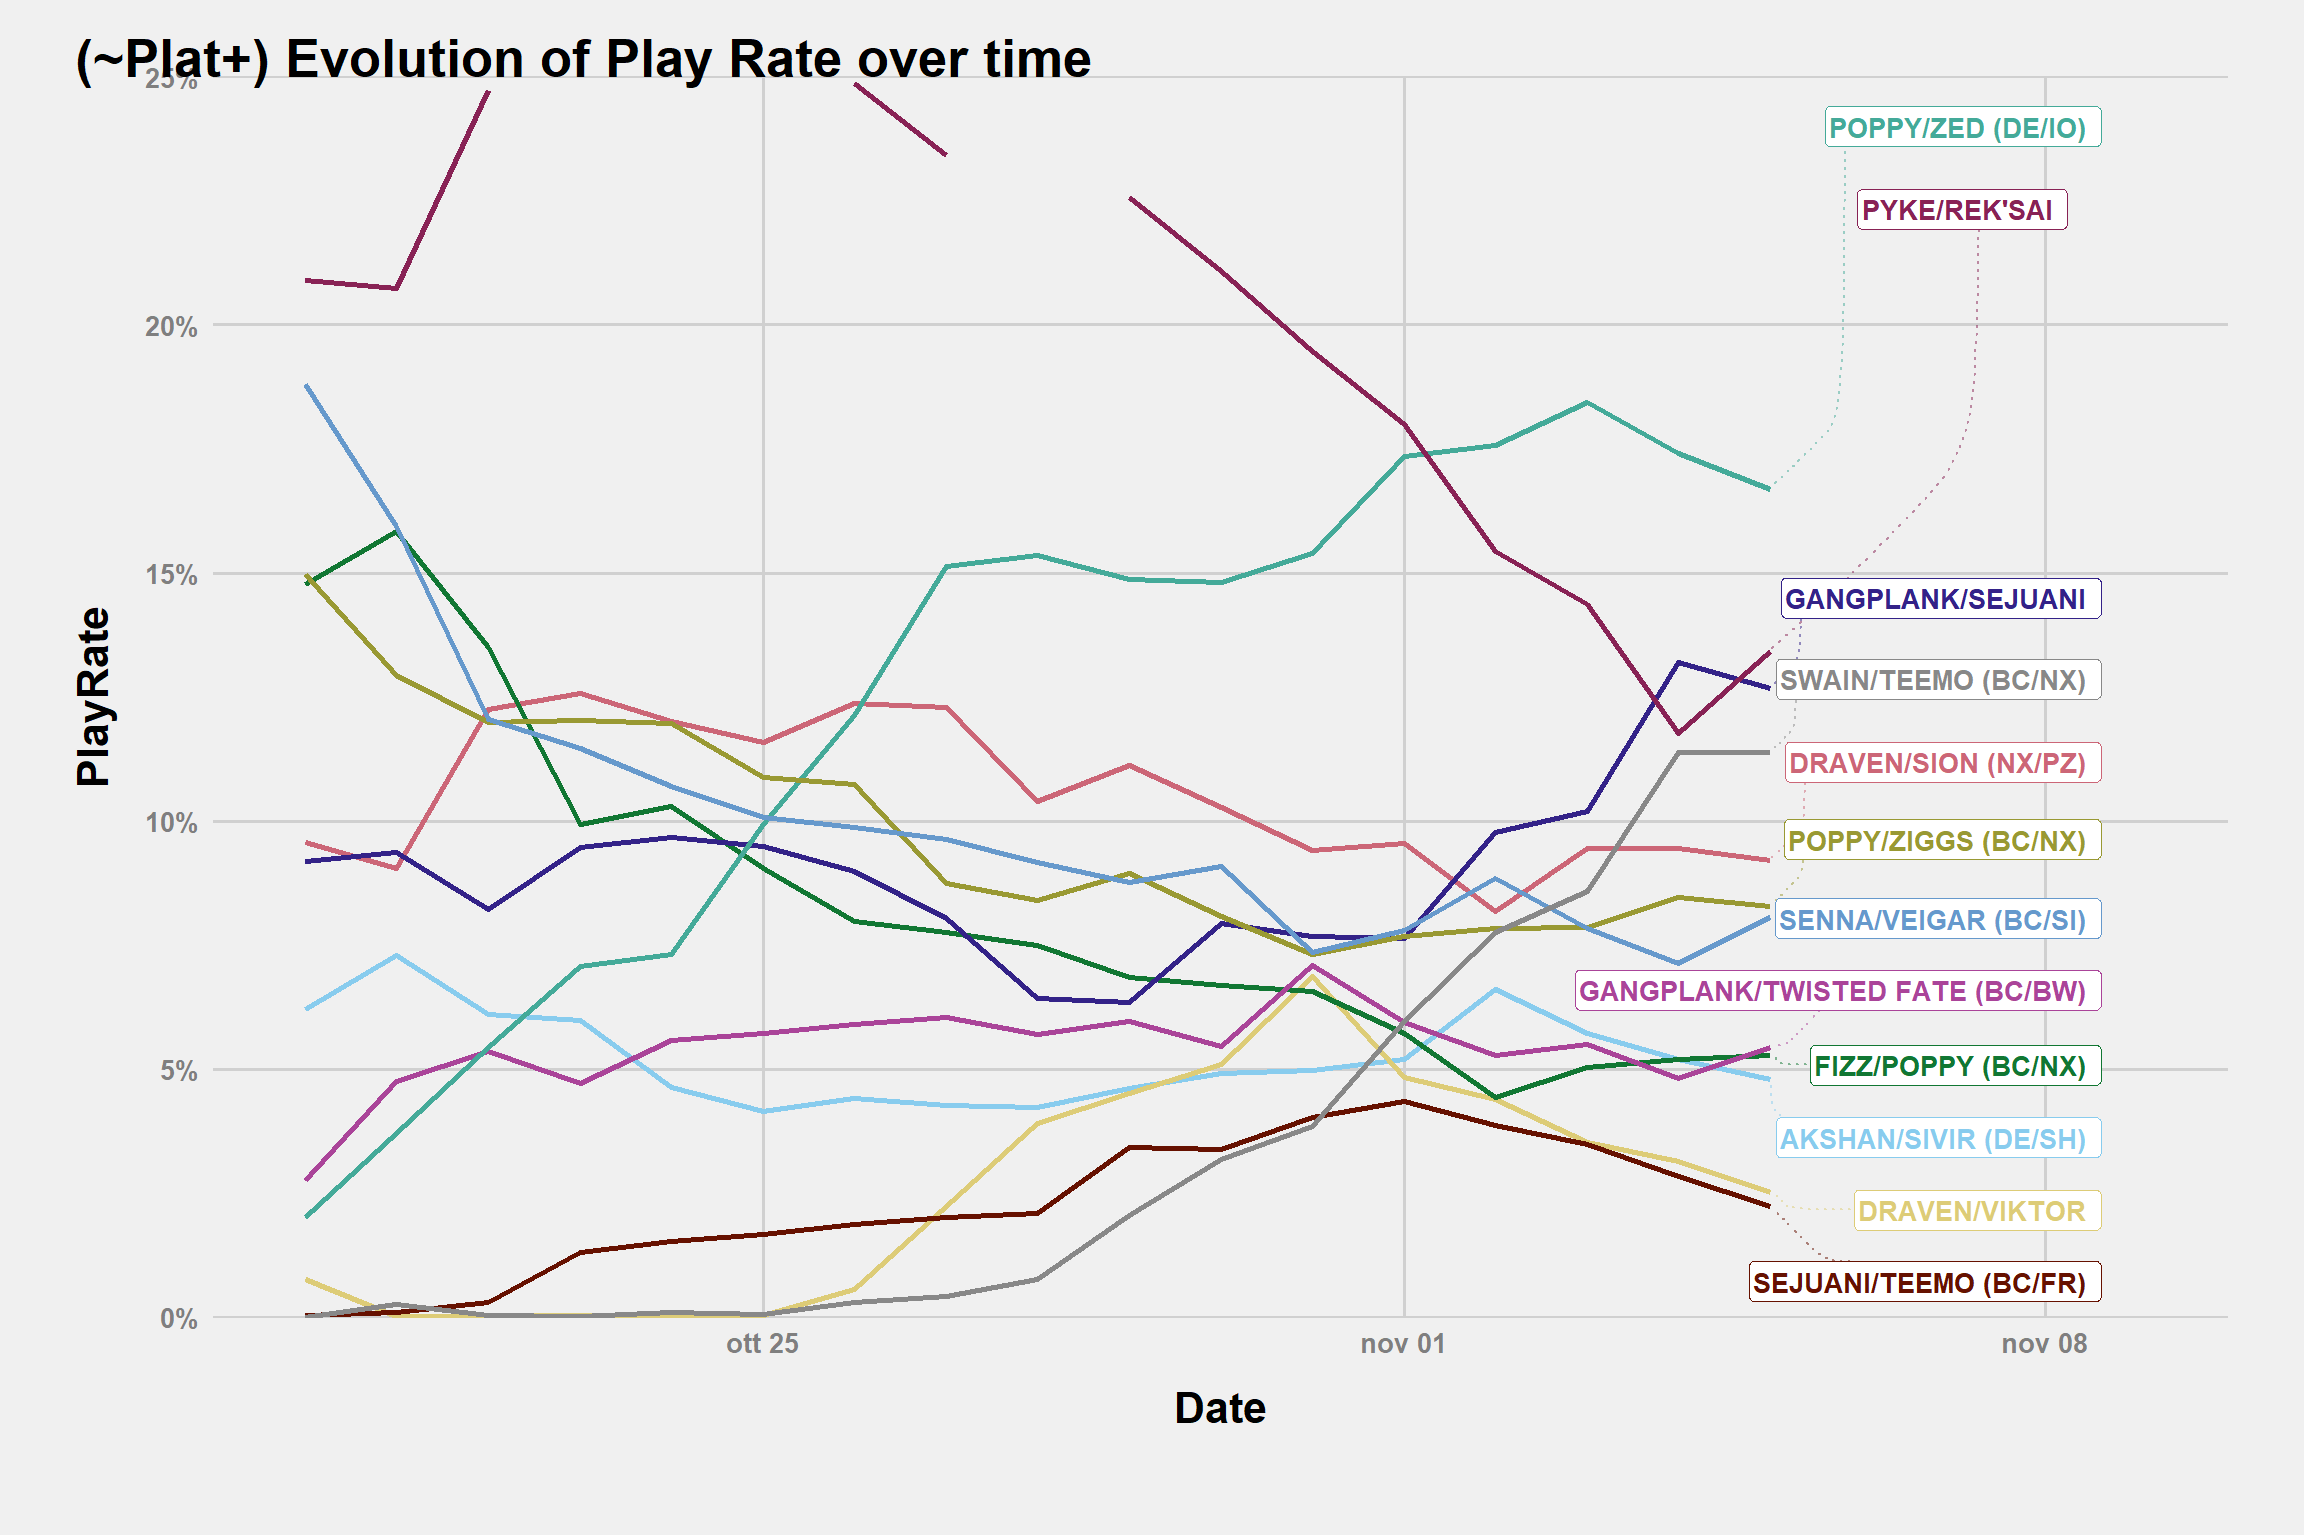 (~Plat+) Evolution of Play Rate over time
25%
20%
15%
10%
5%
0%
PlayRate
POPPY/ZED (DE/IO)
PYKE/REK'SAI
GANGPLANK/SEJUANI
SWAIN/TEEMO (BC/NX)
DRAVEN/SION (NX/PZ)
POPPY/ZIGGS (BC/NX)
SENNA/VEIGAR (BC/SI)
GANGPLANK/TWISTED FATE (BC/BW)
FIZZ/POPPY (BC/NX)
AKSHAN/SIVIR (DE/SH)
DRAVEN/VIKTOR
SEJUANI/TEEMO (BC/FR)
ott 25
nov 01
nov 08
Date